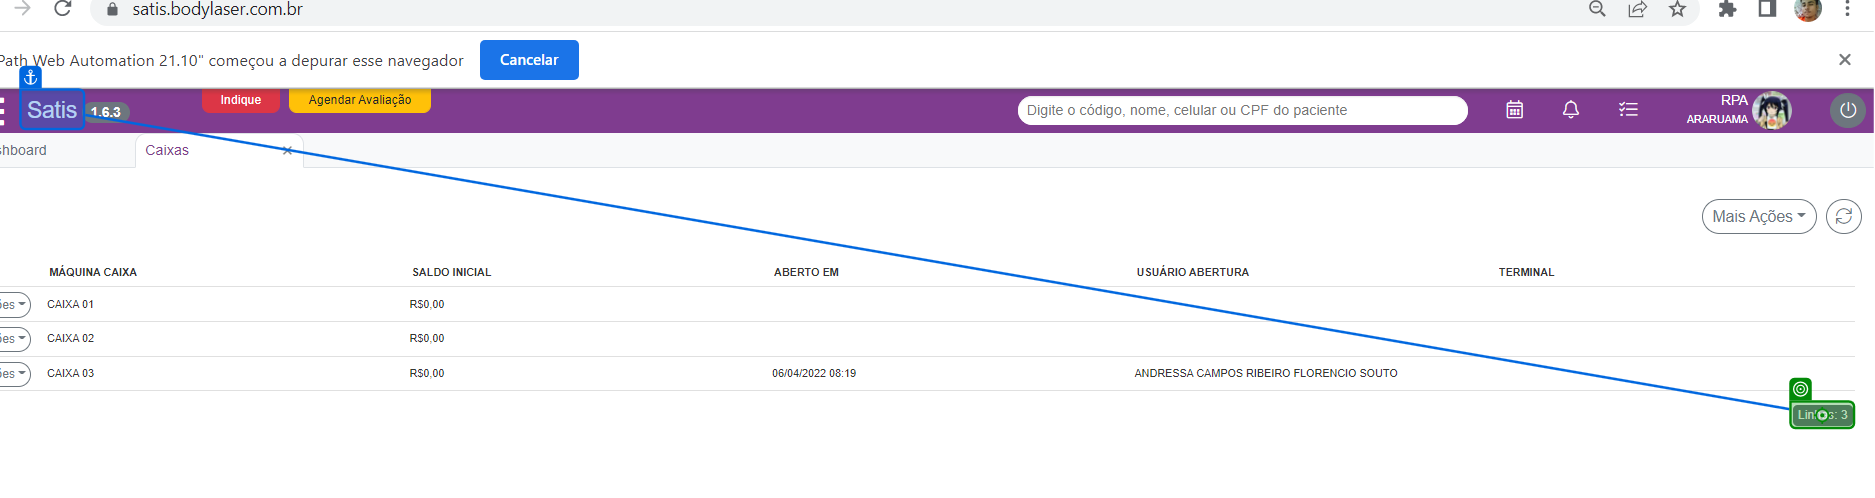 satis.bodylaser.com.br
Path Web Automation 21.10" começou a depurar esse navegador
Cancelar
Satis 1.6.3
Indique
Agendar Avaliação
Digite o código, nome, celular ou CPF do paciente
RPA
ARARUAMA
shboard
Caixas
Mais Ações
MÁQUINA CAIXA SALDO INICIAL ABERTO EM USUÁRIO ABERTURA TERMINAL
ões CAIXA 01 R$0,00
ões CAIXA 02 R$0,00
ões CAIXA 03 R$0,00 06/04/2022 08:19 ANDRESSA CAMPOS RIBEIRO FLORENCIO SOUTO
Linhas: 3